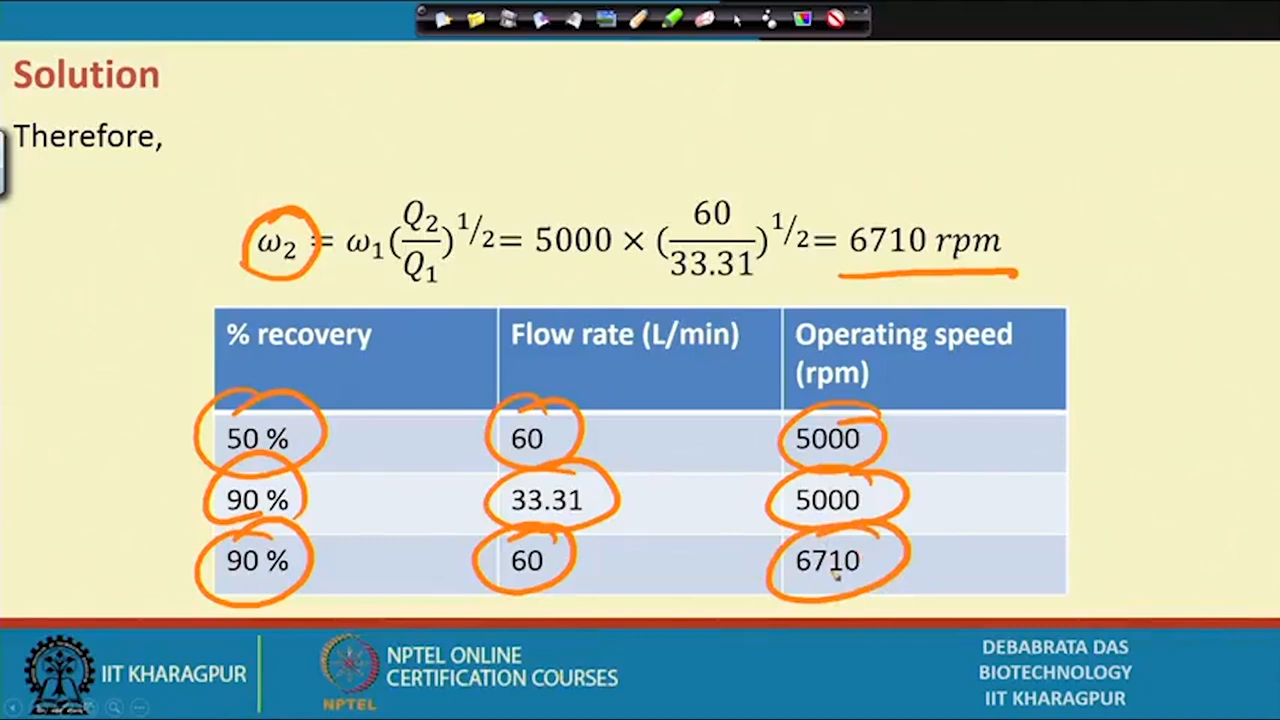 Solution
Therefore,
ω₂ = ω₁(Q₂/Q₁)^1/2 = 5000 × (60/33.31)^1/2 = 6710 rpm
% recovery Flow rate (L/min) Operating speed (rpm)
50 % 60 5000
90 % 33.31 5000
90 % 60 6710
IIT KHARAGPUR
NPTEL
NPTEL ONLINE
CERTIFICATION COURSES
DEBABRATA DAS
BIOTECHNOLOGY
IIT KHARAGPUR